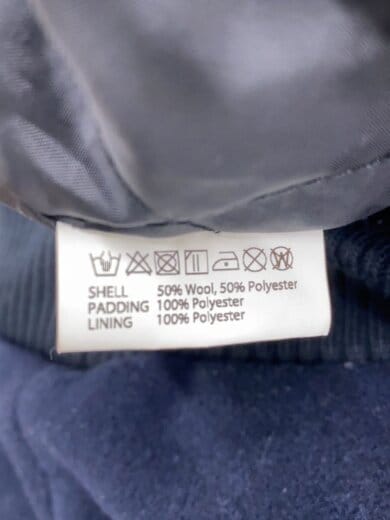 SHELL 50% Wool, 50% Polyester
PADDING 100% Polyester
LINING 100% Polyester